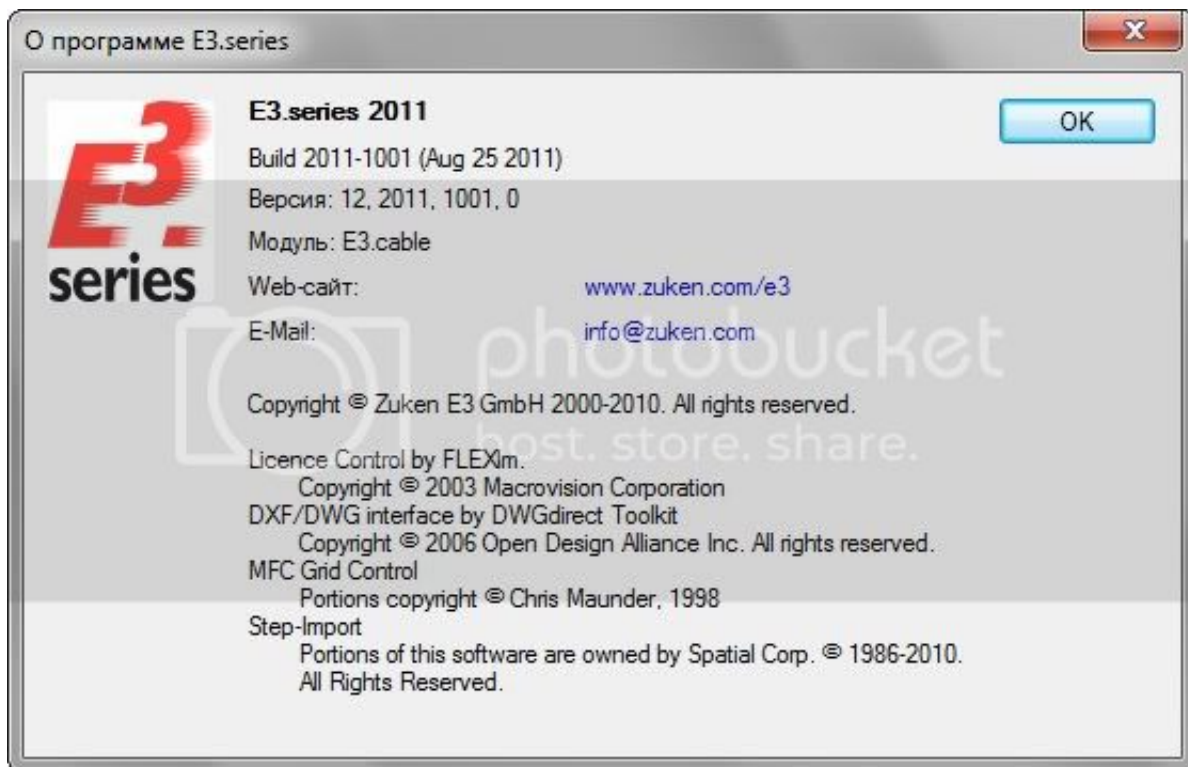 О программе E3.series
E3.series 2011
OK
Build 2011-1001 (Aug 25 2011)
Версия: 12, 2011, 1001, 0
Модуль: E3.cable
E3.
series
Web-сайт: www.zuken.com/e3
E-Mail: info@zuken.com
photobucket
Copyright © Zuken E3 GmbH 2000-2010. All rights reserved.
host. store. share.
Licence Control by FLEXlm.
Copyright © 2003 Macrovision Corporation
DXF/DWG interface by DWGdirect Toolkit
Copyright © 2006 Open Design Alliance Inc. All rights reserved.
MFC Grid Control
Portions copyright © Chris Maunder, 1998
Step-Import
Portions of this software are owned by Spatial Corp. © 1986-2010.
All Rights Reserved.